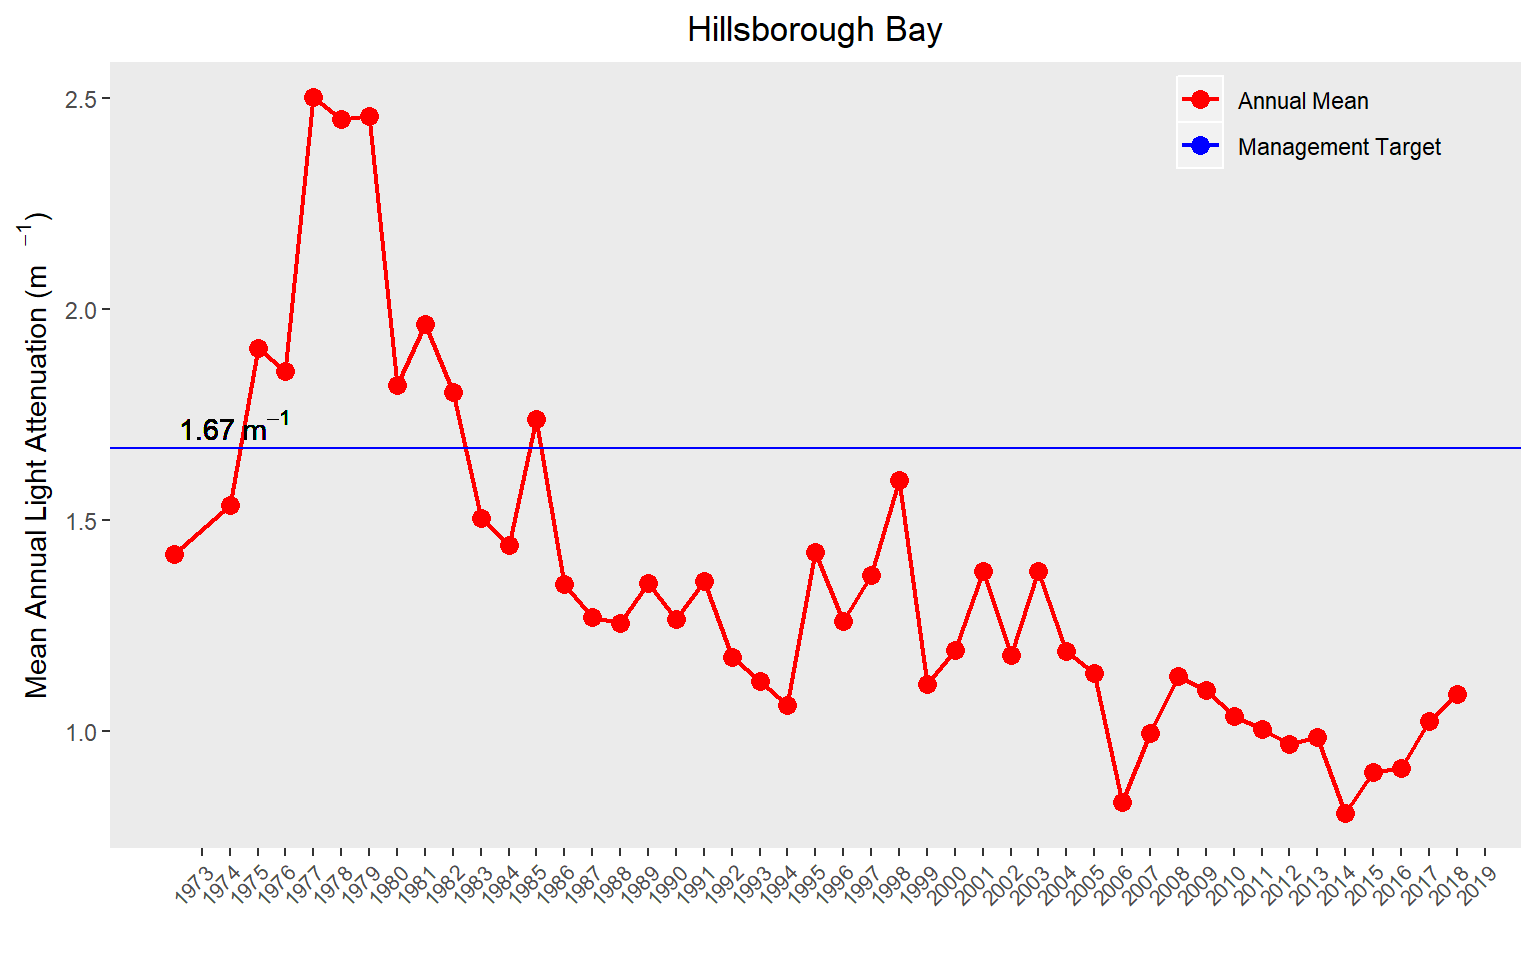 Hillsborough Bay
Mean Annual Light Attenuation (m ⁻¹)
2.5
2.0
1.5
1.0
Annual Mean
Management Target
1.67 m⁻¹
1973 1974 1975 1976 1977 1978 1979 1980 1981 1982 1983 1984 1985 1986 1987 1988 1989 1990 1991 1992 1993 1994 1995 1996 1997 1998 1999 2000 2001 2002 2003 2004 2005 2006 2007 2008 2009 2010 2011 2012 2013 2014 2015 2016 2017 2018 2019